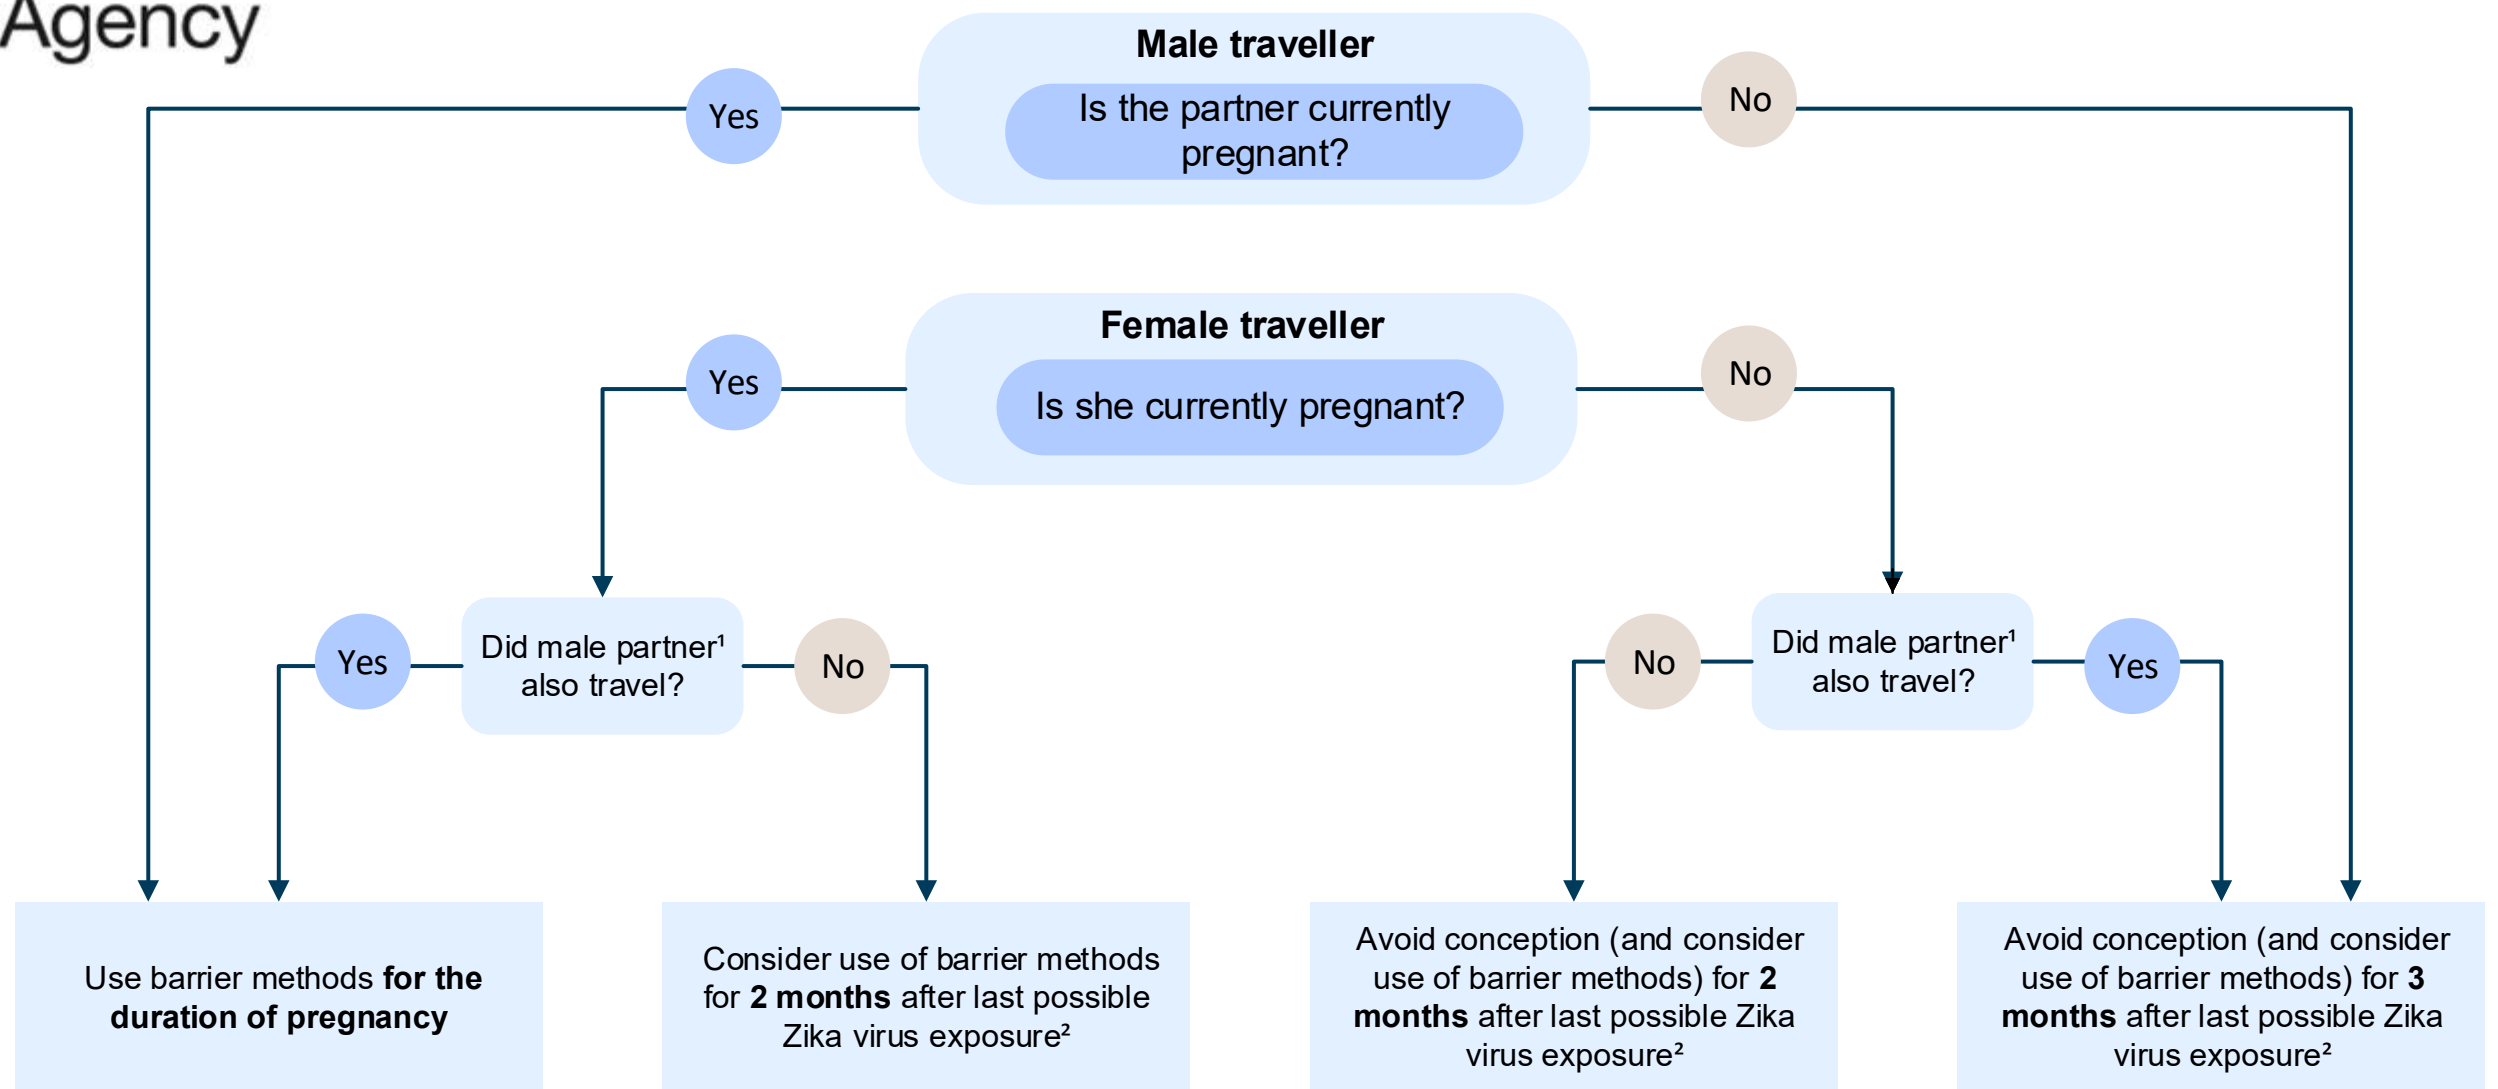 Agency
Male traveller
Is the partner currently
pregnant?
Yes
No
Female traveller
Is she currently pregnant?
Yes
No
Did male partner¹
also travel?
Yes
No
Did male partner¹
also travel?
No
Yes
Use barrier methods for the
duration of pregnancy
Consider use of barrier methods
for 2 months after last possible
Zika virus exposure²
Avoid conception (and consider
use of barrier methods) for 2
months after last possible Zika
virus exposure²
Avoid conception (and consider
use of barrier methods) for 3
months after last possible Zika
virus exposure²